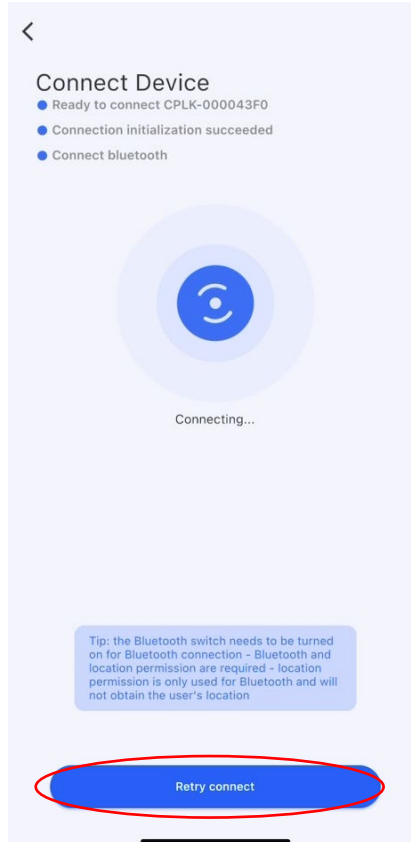 Connect Device
Ready to connect CPLK-000043F0
Connection initialization succeeded
Connect bluetooth
Connecting...
Tip: the Bluetooth switch needs to be turned
on for Bluetooth connection - Bluetooth and
location permission are required - location
permission is only used for Bluetooth and will
not obtain the user's location
Retry connect